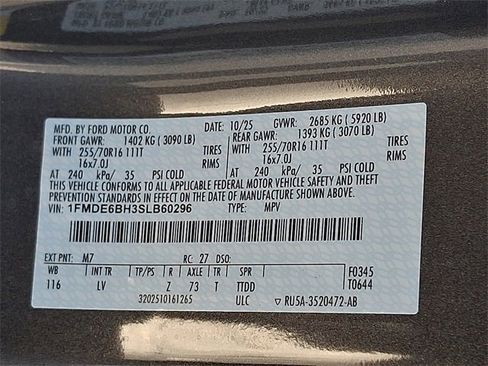 MFD. BY FORD MOTOR CO. DATE: 10/25 GVWR: 2685 KG ( 5920 LB)
FRONT GAWR: 1402 KG ( 3090 LB) REAR GAWR: 1393 KG ( 3070 LB)
WITH 255/70R16 111T TIRES WITH 255/70R16 111T TIRES
16x7.0J RIMS 16x7.0J RIMS
AT 240 kPa/ 35 PSI COLD AT 240 kPa/ 35 PSI COLD
THIS VEHICLE CONFORMS TO ALL APPLICABLE FEDERAL MOTOR VEHICLE SAFETY AND THEFT
PREVENTION STANDARDS IN EFFECT ON THE DATE OF MANUFACTURE SHOWN ABOVE.
VIN: 1FMDE6BH3SLB60296 TYPE: MPV
EXT PNT: M7 RC: 27 DSO:
WB INT TR TP/PS R AXLE TR SPR F0345
116 LV Z 73 T TTDD T0644
3202510161265 ULC RU5A-3520472-AB